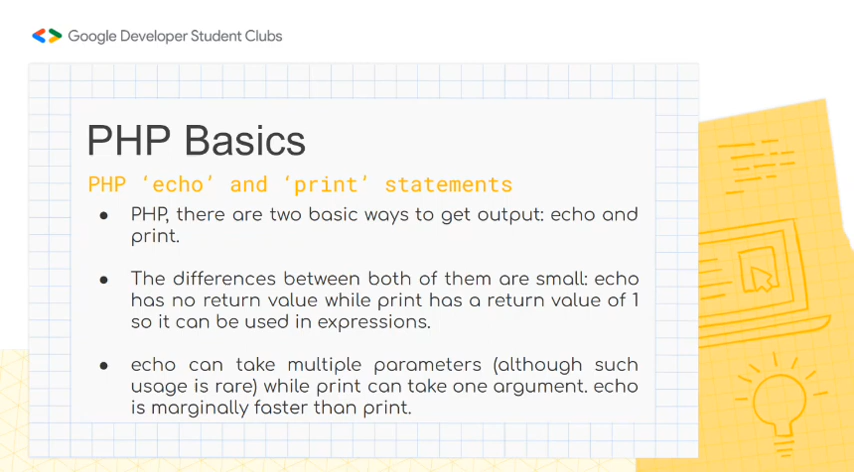 Google Developer Student Clubs
PHP Basics
PHP ‘echo’ and ‘print’ statements
● PHP, there are two basic ways to get output: echo and
print.
● The differences between both of them are small: echo
has no return value while print has a return value of 1
so it can be used in expressions.
● echo can take multiple parameters (although such
usage is rare) while print can take one argument. echo
is marginally faster than print.